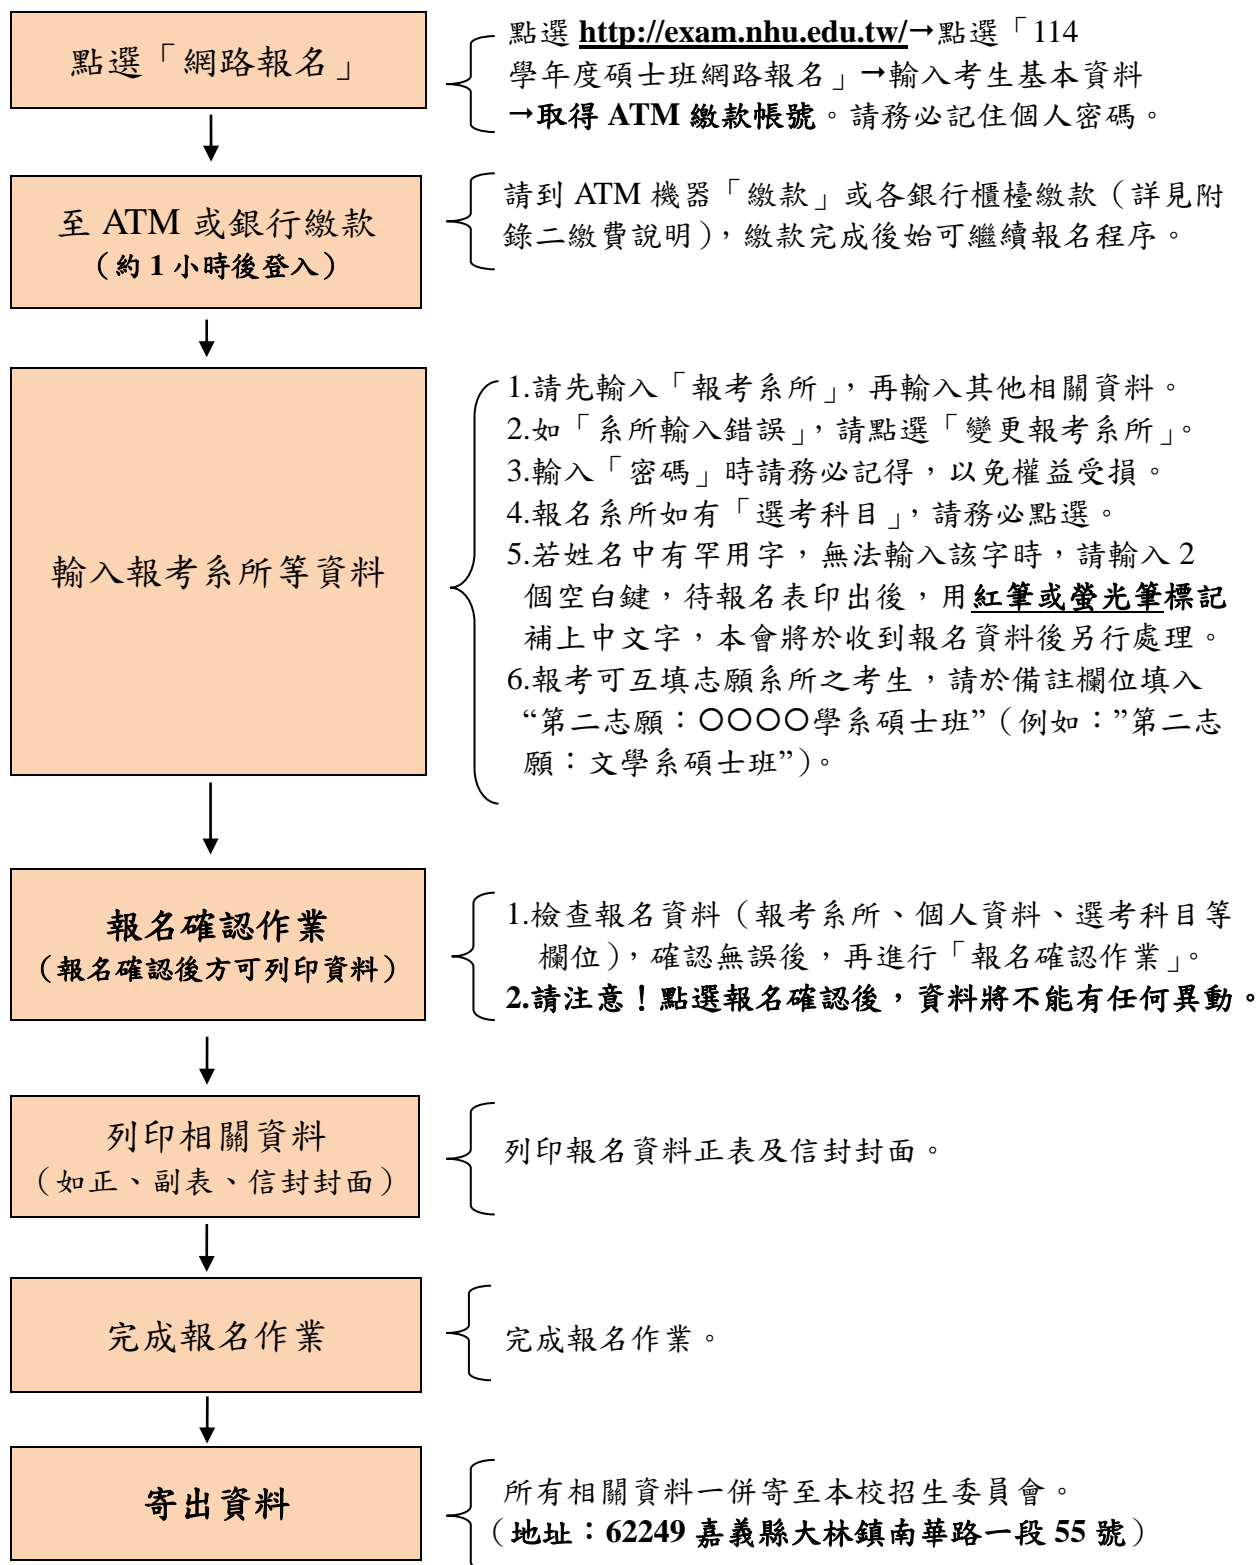 點選「網路報名」
點選 http://exam.nhu.edu.tw/→點選「114
學年度碩士班網路報名」→輸入考生基本資料
→取得 ATM 繳款帳號。請務必記住個人密碼。
至 ATM 或銀行繳款
（約 1 小時後登入）
請到 ATM 機器「繳款」或各銀行櫃檯繳款（詳見附
錄二繳費說明），繳款完成後始可繼續報名程序。
輸入報考系所等資料
1.請先輸入「報考系所」，再輸入其他相關資料。
2.如「系所輸入錯誤」，請點選「變更報考系所」。
3.輸入「密碼」時請務必記得，以免權益受損。
4.報名系所如有「選考科目」，請務必點選。
5.若姓名中有罕用字，無法輸入該字時，請輸入 2
個空白鍵，待報名表印出後，用紅筆或螢光筆標記
補上中文字，本會將於收到報名資料後另行處理。
6.報考可互填志願系所之考生，請於備註欄位填入
“第二志願：〇〇〇〇學系碩士班”（例如：”第二志
願：文學系碩士班”）。
報名確認作業
（報名確認後方可列印資料）
1.檢查報名資料（報考系所、個人資料、選考科目等
欄位），確認無誤後，再進行「報名確認作業」。
2.請注意！點選報名確認後，資料將不能有任何異動。
列印相關資料
（如正、副表、信封封面）
列印報名資料正表及信封封面。
完成報名作業
完成報名作業。
寄出資料
所有相關資料一併寄至本校招生委員會。
（地址：62249 嘉義縣大林鎮南華路一段 55 號）